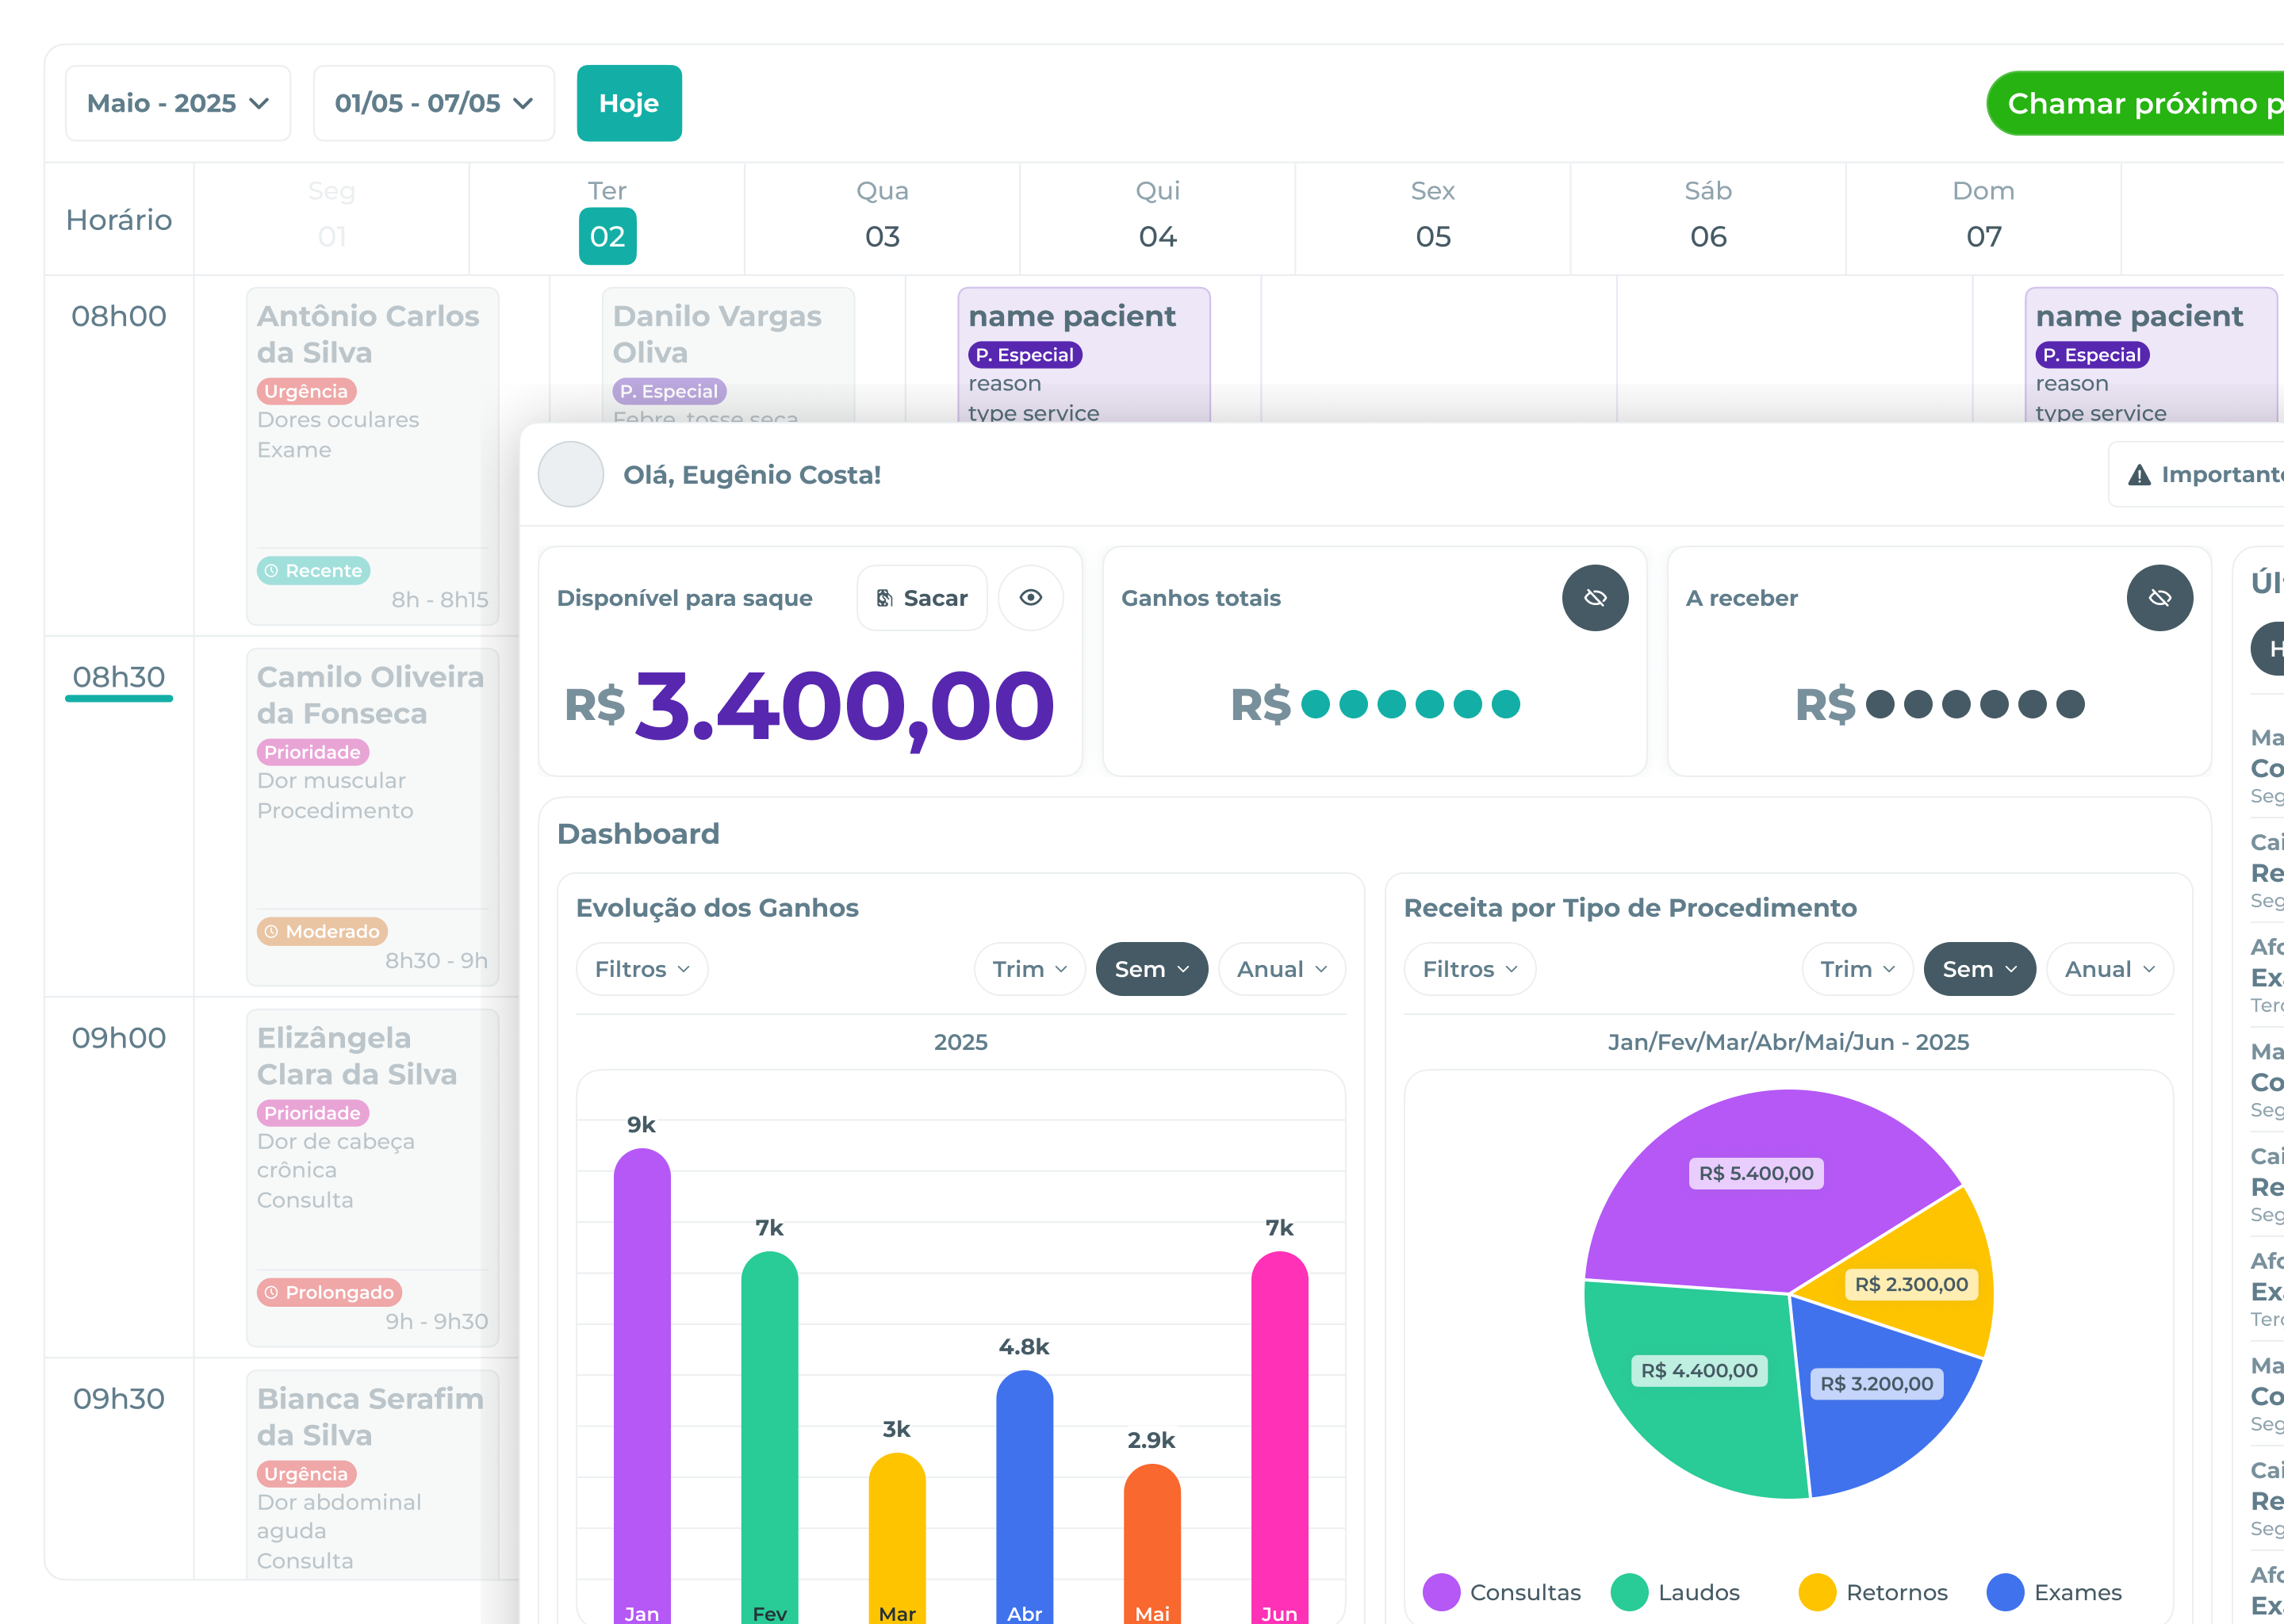 Maio - 2025
01/05 - 07/05
Hoje
Chamar próximo
Horário
Seg
01
Ter
02
Qua
03
Qui
04
Sex
05
Sáb
06
Dom
07
08h00
Antônio Carlos
da Silva
Urgência
Dores oculares
Exame
Recente
8h - 8h15
Danilo Vargas
Oliva
P. Especial
Febre, tosse seca
name pacient
P. Especial
reason
type service
name pacient
P. Especial
reason
type service
08h30
Camilo Oliveira
da Fonseca
Prioridade
Dor muscular
Procedimento
Moderado
8h30 - 9h
09h00
Elizângela
Clara da Silva
Prioridade
Dor de cabeça
crônica
Consulta
Prolongado
9h - 9h30
09h30
Bianca Serafim
da Silva
Urgência
Dor abdominal
aguda
Consulta
Olá, Eugênio Costa!
Important
Disponível para saque
Sacar
R$ 3.400,00
Ganhos totais
R$
A receber
R$
Dashboard
Evolução dos Ganhos
Filtros
Trim
Sem
Anual
2025
9k
7k
3k
4.8k
2.9k
7k
Jan
Fev
Mar
Abr
Mai
Jun
Receita por Tipo de Procedimento
Filtros
Trim
Sem
Anual
Jan/Fev/Mar/Abr/Mai/Jun - 2025
R$ 5.400,00
R$ 2.300,00
R$ 4.400,00
R$ 3.200,00
Consultas
Laudos
Retornos
Exames
Ma
Co
Seg
Cai
Re
Seg
Afo
Ex
Terc
Ma
Co
Seg
Cai
Re
Seg
Afo
Ex
Terc
Ma
Co
Seg
Cai
Re
Seg
Afo
Ex